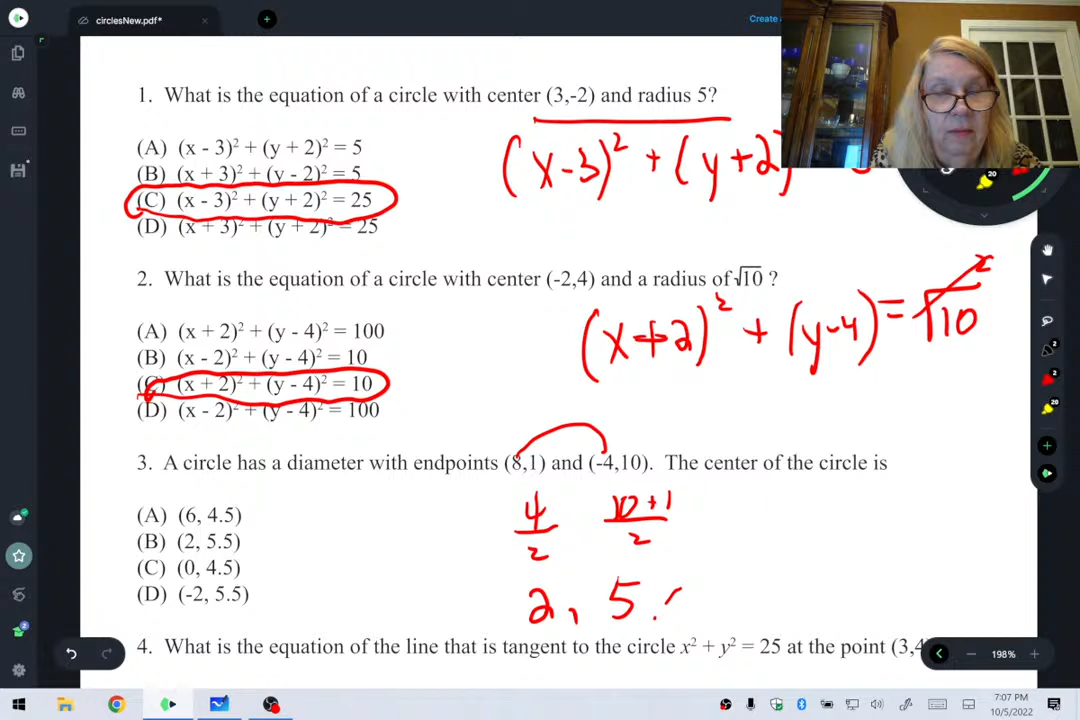 circlesNew.pdf*
Create a
1. What is the equation of a circle with center (3,-2) and radius 5?
(A) (x - 3)² + (y + 2)² = 5
(B) (x + 3)² + (y - 2)² = 5
(C) (x - 3)² + (y + 2)² = 25
(D) (x + 3)² + (y + 2)² = 25
(x-3)² + (y+2)
20
2. What is the equation of a circle with center (-2,4) and a radius of √10 ?
(A) (x + 2)² + (y - 4)² = 100
(B) (x - 2)² + (y - 4)² = 10
(C) (x + 2)² + (y - 4)² = 10
(D) (x - 2)² + (y - 4)² = 100
(x+2)² + (y-4) = √10 2
20
3. A circle has a diameter with endpoints (8,1) and (-4,10). The center of the circle is
(A) (6, 4.5)
(B) (2, 5.5)
(C) (0, 4.5)
(D) (-2, 5.5)
4/2 10+1/2
2, 5.
4. What is the equation of the line that is tangent to the circle x² + y² = 25 at the point (3,4
198%
7:07 PM
10/5/2022